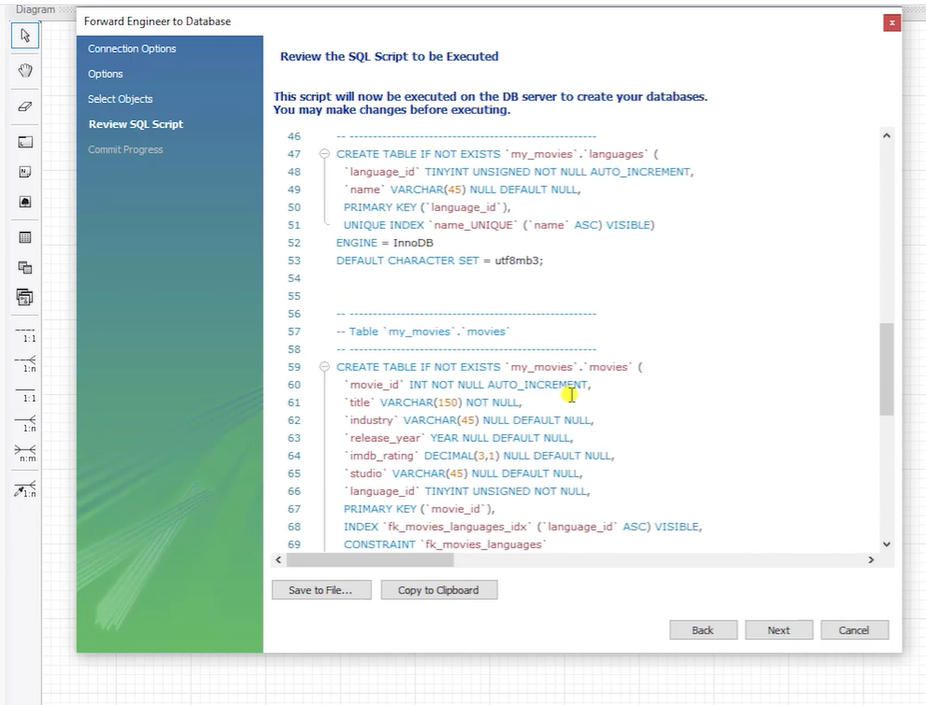 Diagram
Forward Engineer to Database
x
Connection Options
Options
Select Objects
Review SQL Script
Commit Progress
Review the SQL Script to be Executed
This script will now be executed on the DB server to create your databases.
You may make changes before executing.
46 -- -----------------------------------------------------
47 CREATE TABLE IF NOT EXISTS `my_movies`.`languages` (
48 `language_id` TINYINT UNSIGNED NOT NULL AUTO_INCREMENT,
49 `name` VARCHAR(45) NULL DEFAULT NULL,
50 PRIMARY KEY (`language_id`),
51 UNIQUE INDEX `name_UNIQUE` (`name` ASC) VISIBLE)
52 ENGINE = InnoDB
53 DEFAULT CHARACTER SET = utf8mb3;
54
55
56 -- -----------------------------------------------------
57 -- Table `my_movies`.`movies`
58 -- -----------------------------------------------------
59 CREATE TABLE IF NOT EXISTS `my_movies`.`movies` (
60 `movie_id` INT NOT NULL AUTO_INCREMENT,
61 `title` VARCHAR(150) NOT NULL,
62 `industry` VARCHAR(45) NULL DEFAULT NULL,
63 `release_year` YEAR NULL DEFAULT NULL,
64 `imdb_rating` DECIMAL(3,1) NULL DEFAULT NULL,
65 `studio` VARCHAR(45) NULL DEFAULT NULL,
66 `language_id` TINYINT UNSIGNED NOT NULL,
67 PRIMARY KEY (`movie_id`),
68 INDEX `fk_movies_languages_idx` (`language_id` ASC) VISIBLE,
69 CONSTRAINT `fk_movies_languages`
Save to File... Copy to Clipboard
Back Next Cancel
1:1
1:n
1:1
1:n
n:m
1:n